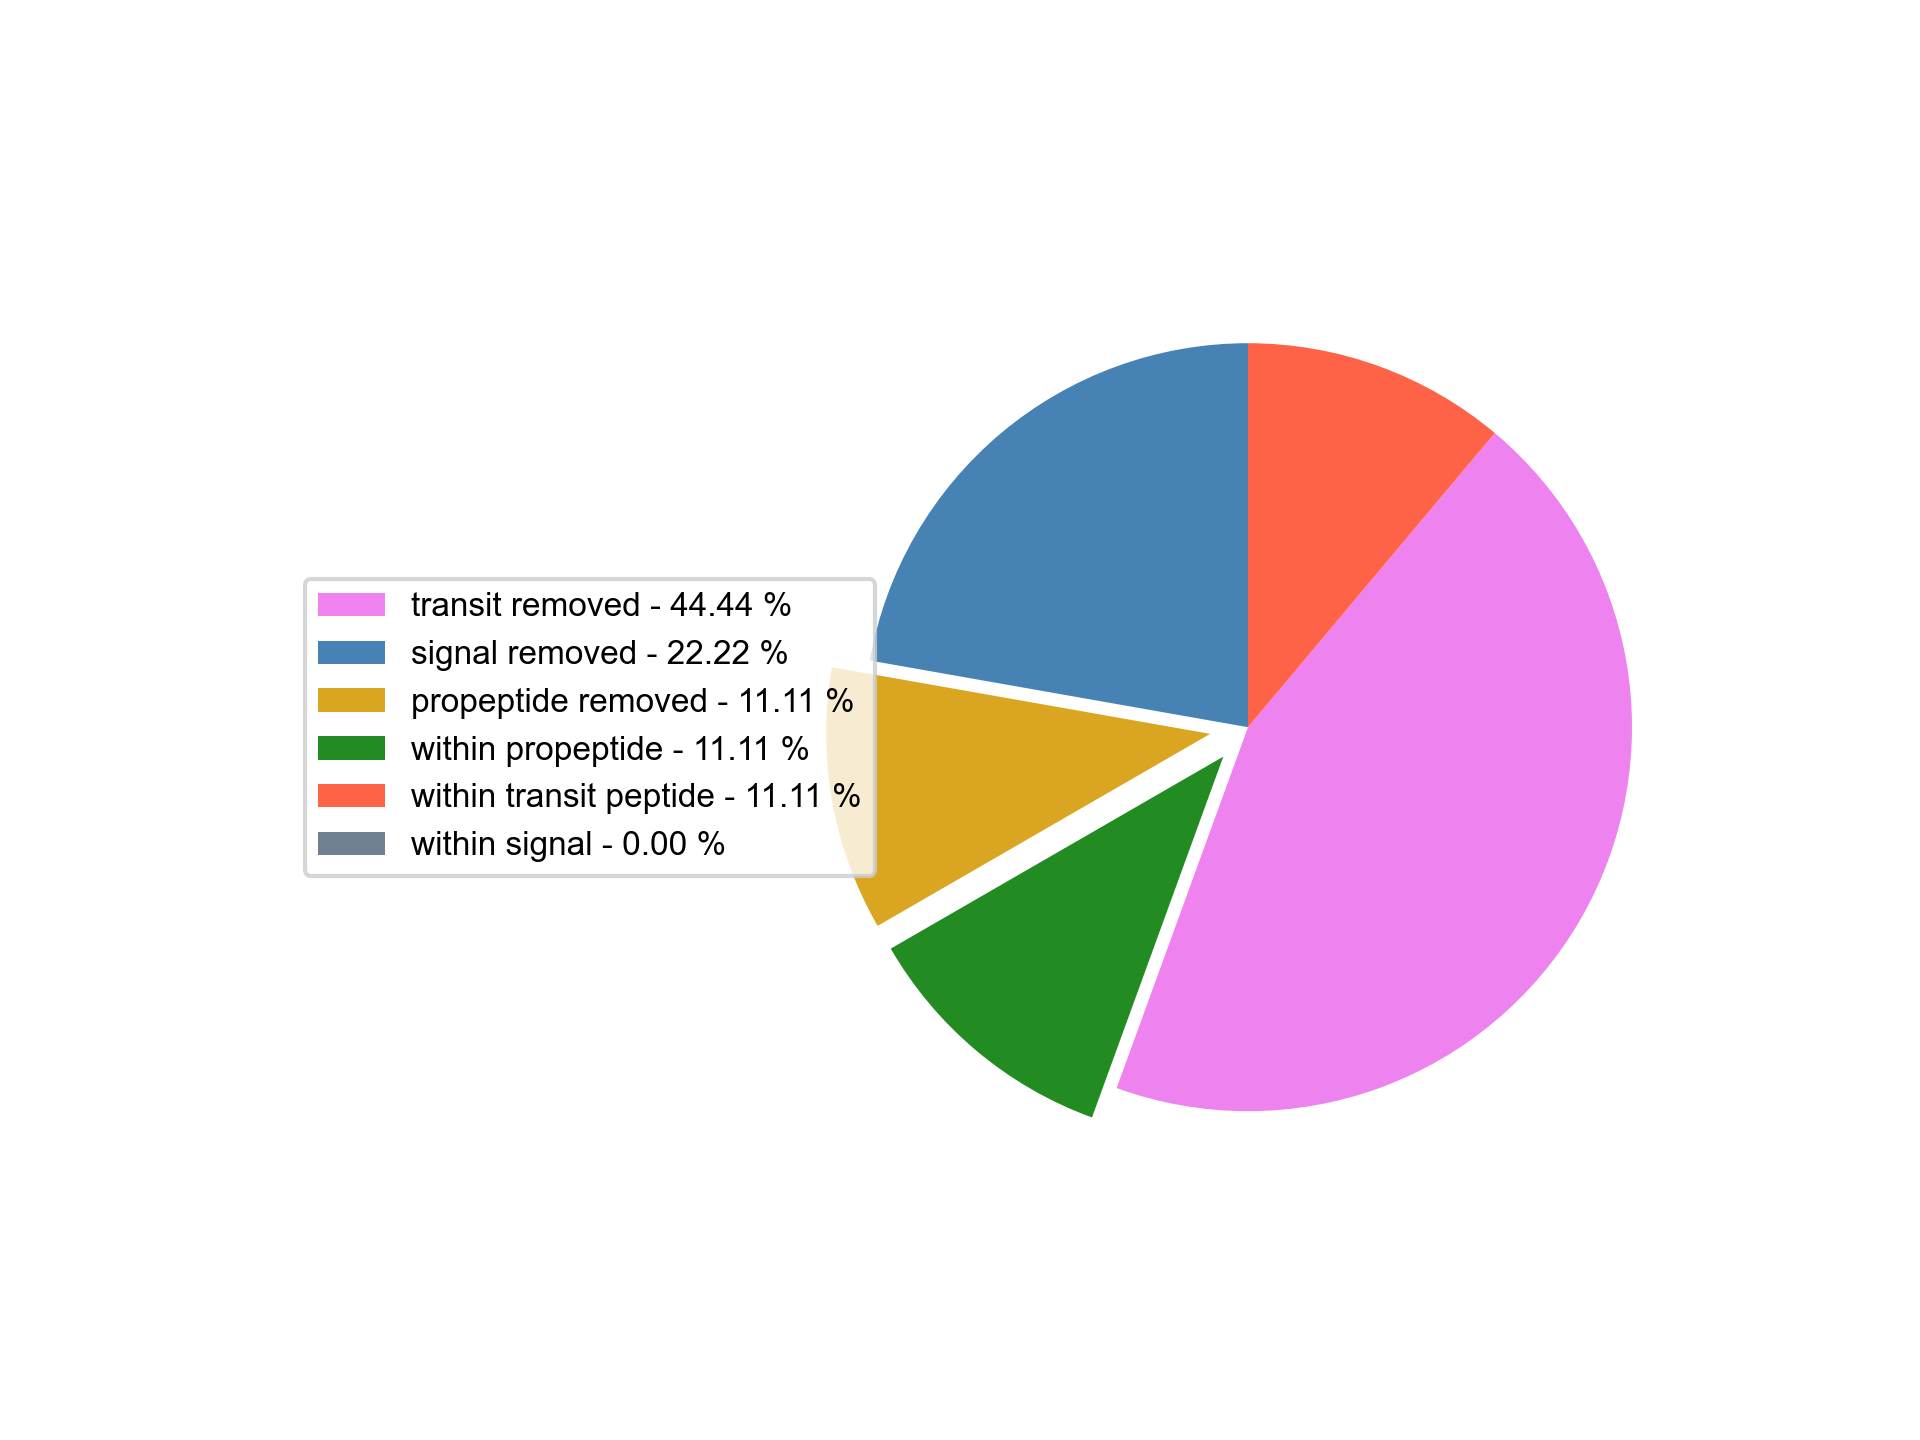 transit removed - 44.44 %
signal removed - 22.22 %
propeptide removed - 11.11 %
within propeptide - 11.11 %
within transit peptide - 11.11 %
within signal - 0.00 %